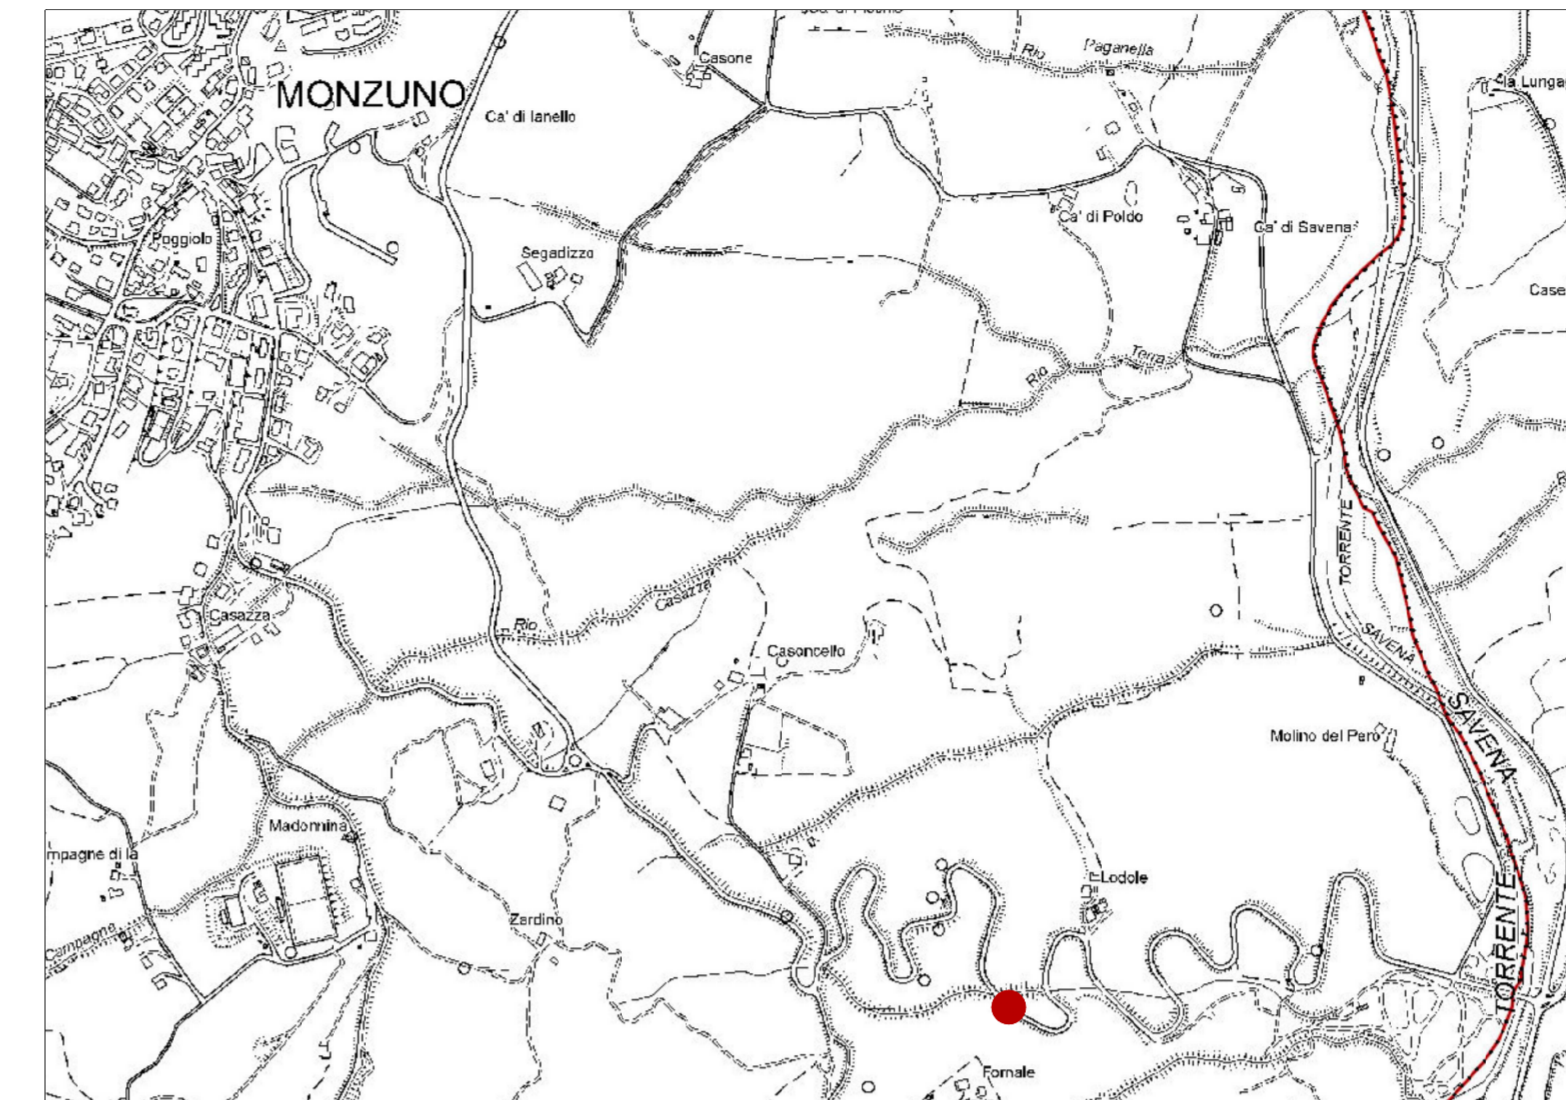 Rio
Paganella
Casone
la Lunga
MONZUNO
Ca' di Ianello
Ca' di Poldo
Ca' di Savena
Poggiolo
Segadizzo
Case
Rio
Terra
TORRENTE
SAVENA
Casazza
Rio
Casazza
Casoncello
SAVENA
Molino del Pero
Madonnina
mpagne di la
Lodole
TORRENTE
Zardino
Campagne
Fornale